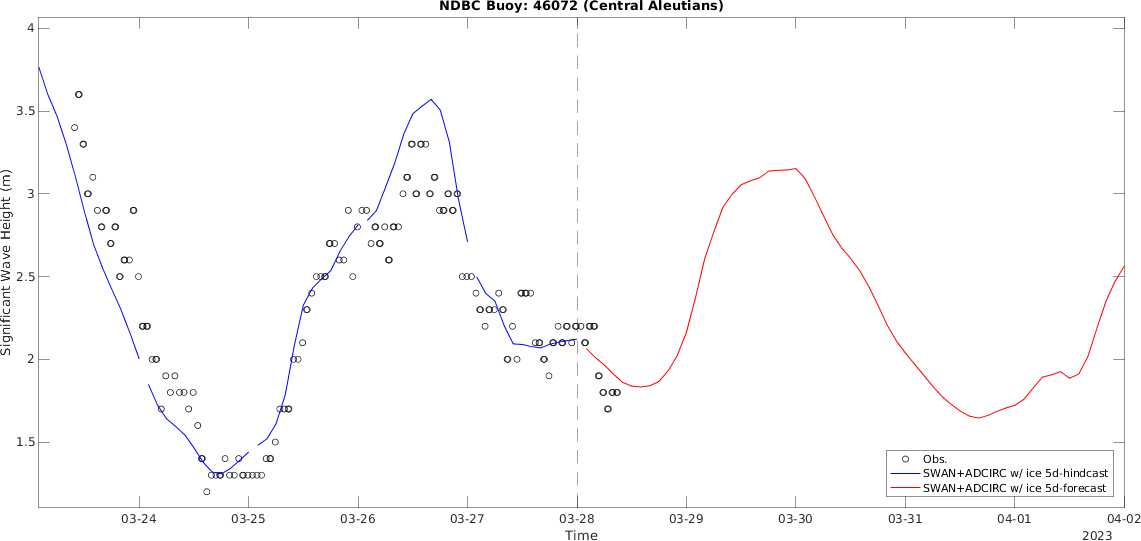 NDBC Buoy: 46072 (Central Aleutians)
4
3.5
3
2.5
2
1.5
Significant Wave Height (m)
03-24 03-25 03-26 03-27 03-28 03-29 03-30 03-31 04-01 04-02
Time
2023
Obs.
SWAN+ADCIRC w/ ice 5d-hindcast
SWAN+ADCIRC w/ ice 5d-forecast